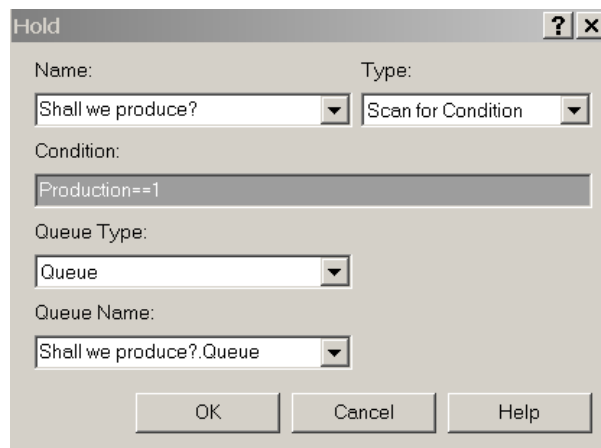 Hold
Name: Type:
Shall we produce? Scan for Condition
Condition:
Production==1
Queue Type:
Queue
Queue Name:
Shall we produce?.Queue
OK Cancel Help